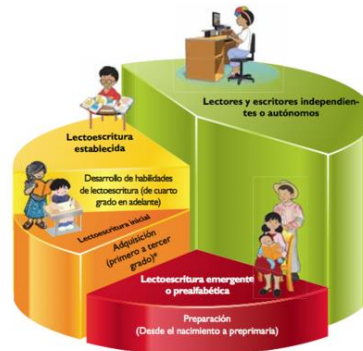 Lectores y escritores independien-
tes o autónomos
Lectoescritura
establecida
Desarrollo de habilidades
de lectoescritura (de cuarto
grado en adelante)
Lectoescritura inicial
Adquisición
(primero a tercer
grado)*
Lectoescritura emergente
o prealfabética
Preparación
(Desde el nacimiento a preprimaria)